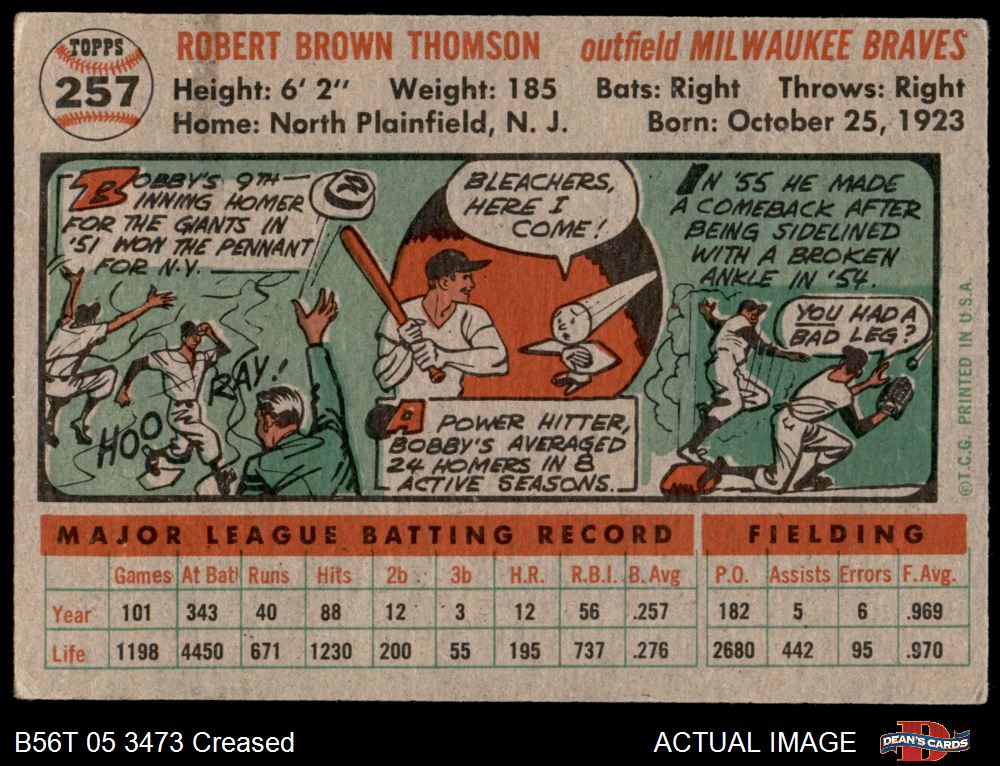 TOPPS
257
ROBERT BROWN THOMSON outfield MILWAUKEE BRAVES
Height: 6' 2" Weight: 185 Bats: Right Throws: Right
Home: North Plainfield, N. J. Born: October 25, 1923
BOBBY'S 9TH
INNING HOMER
FOR THE GIANTS IN
'51 WON THE PENNANT
FOR N.Y.
HOO
RAY!
BLEACHERS,
HERE I
COME!
A POWER HITTER,
BOBBY'S AVERAGED
24 HOMERS IN 8
ACTIVE SEASONS.
IN '55 HE MADE
A COMEBACK AFTER
BEING SIDELINED
WITH A BROKEN
ANKLE IN '54.
YOU HAD A
BAD LEG?
©T.C.G. PRINTED IN U.S.A.
MAJOR LEAGUE BATTING RECORD FIELDING
Games At Bat Runs Hits 2b 3b H.R. R.B.I. B. Avg P.O. Assists Errors F. Avg.
Year 101 343 40 88 12 3 12 56 .257 182 5 6 .969
Life 1198 4450 671 1230 200 55 195 737 .276 2680 442 95 .970
B56T 05 3473 Creased ACTUAL IMAGE
D
DEAN'S CARDS